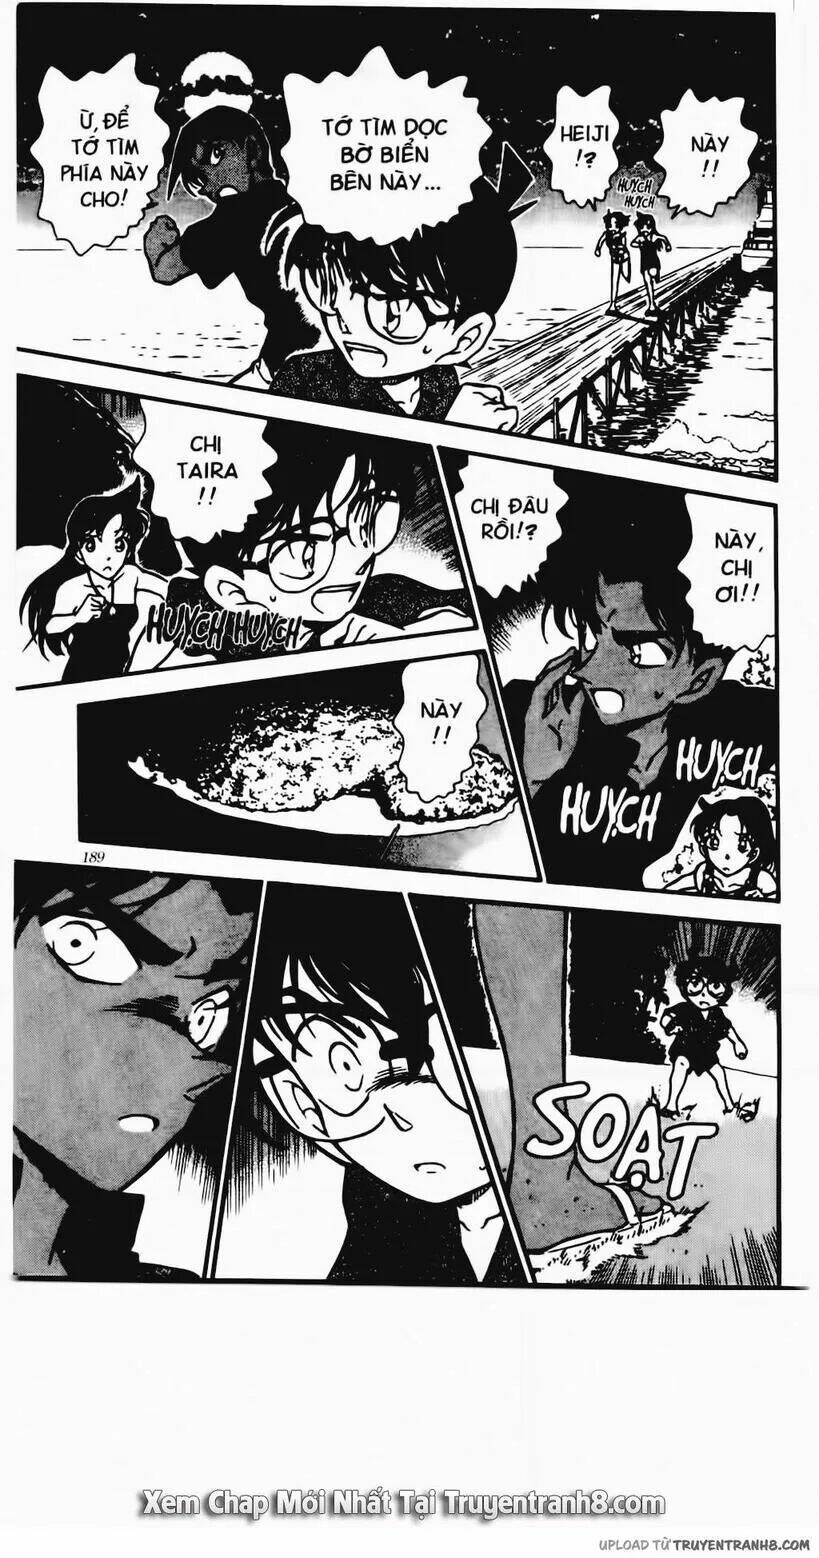 Ừ, ĐỂ
TỚ TÌM
PHÍA NÀY
CHO!
TỚ TÌM DỌC
BỜ BIỂN
BÊN NÀY...
HEIJI
!?
NÀY
!!
HUỴCH
HUỴCH
CHỊ
TAIRA
!!
HUỴCH HUỴCH
CHỊ ĐÂU
RỒI!?
NÀY,
CHỊ
ƠI!!
HUỴCH
HUỴCH
NÀY
!!
189
SOẠT
Xem Chap Mới Nhất Tại Truyentranh8.com
UPLOAD TỪ TRUYENTRANH8.COM